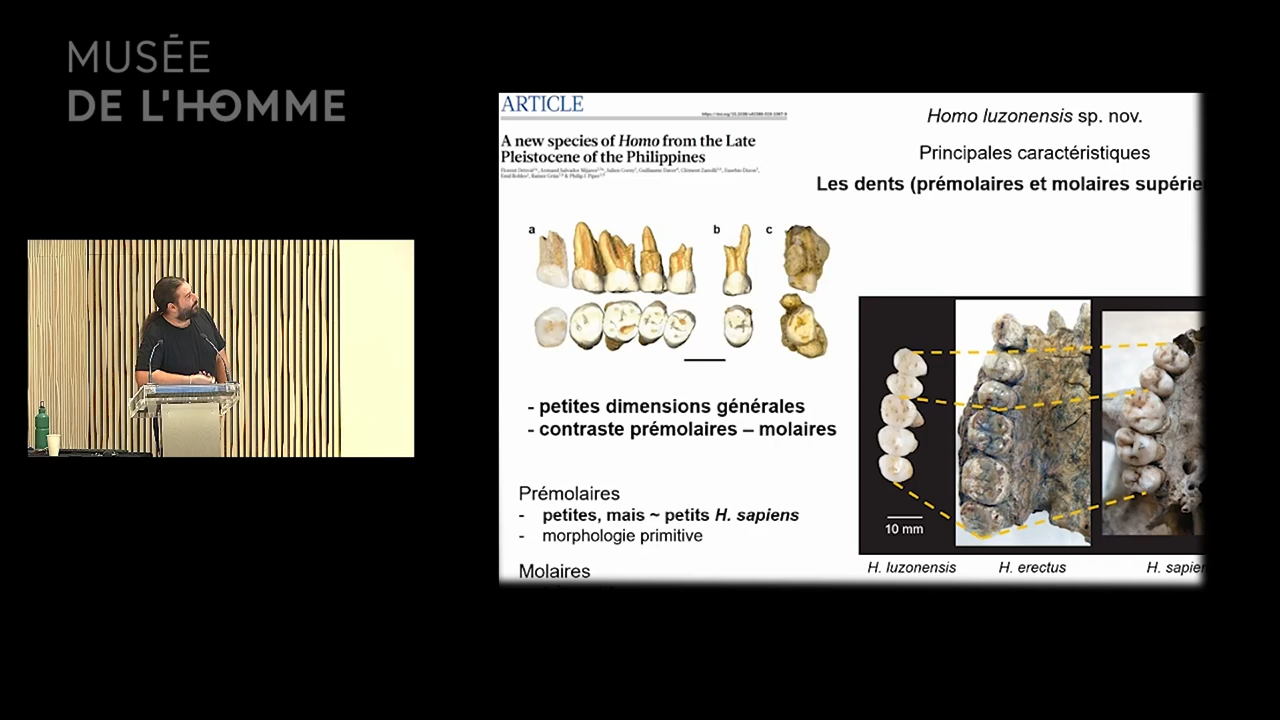 MUSÉE
DE L'HOMME
ARTICLE
A new species of Homo from the Late
Pleistocene of the Philippines
Homo luzonensis sp. nov.
Principales caractéristiques
Les dents (prémolaires et molaires supérie
a
b
c
- petites dimensions générales
- contraste prémolaires – molaires
Prémolaires
- petites, mais ~ petits H. sapiens
- morphologie primitive
Molaires
10 mm
H. luzonensis
H. erectus
H. sapien